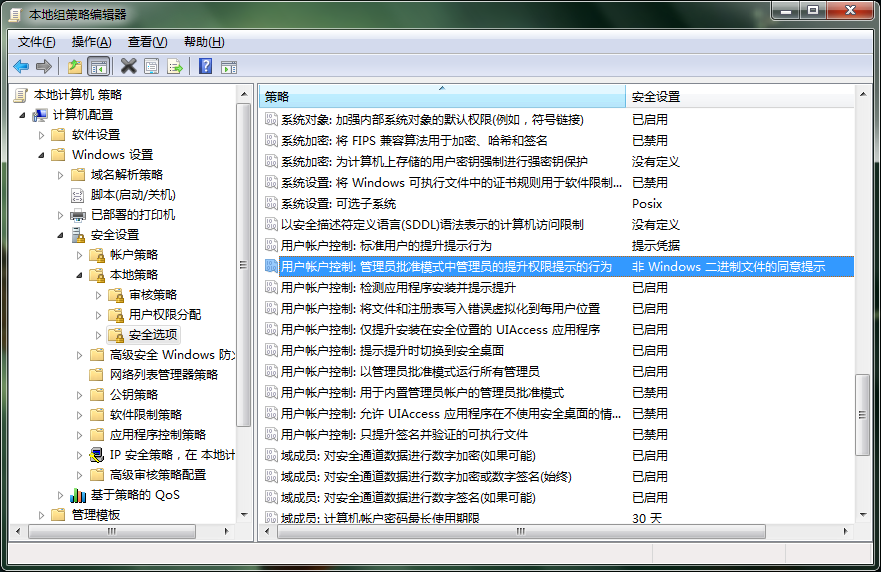 本地组策略编辑器
文件(F) 操作(A) 查看(V) 帮助(H)
本地计算机 策略
计算机配置
软件设置
Windows 设置
域名解析策略
脚本(启动/关机)
已部署的打印机
安全设置
帐户策略
本地策略
审核策略
用户权限分配
安全选项
高级安全 Windows 防火
网络列表管理器策略
公钥策略
软件限制策略
应用程序控制策略
IP 安全策略，在 本地计
高级审核策略配置
基于策略的 QoS
管理模板
策略 安全设置
系统对象: 加强内部系统对象的默认权限(例如，符号链接) 已启用
系统加密: 将 FIPS 兼容算法用于加密、哈希和签名 已禁用
系统加密: 为计算机上存储的用户密钥强制进行强密钥保护 没有定义
系统设置: 将 Windows 可执行文件中的证书规则用于软件限制... 已禁用
系统设置: 可选子系统 Posix
以安全描述符定义语言(SDDL)语法表示的计算机访问限制 没有定义
用户帐户控制: 标准用户的提升提示行为 提示凭据
用户帐户控制: 管理员批准模式中管理员的提升权限提示的行为 非 Windows 二进制文件的同意提示
用户帐户控制: 检测应用程序安装并提示提升 已启用
用户帐户控制: 将文件和注册表写入错误虚拟化到每用户位置 已启用
用户帐户控制: 仅提升安装在安全位置的 UIAccess 应用程序 已启用
用户帐户控制: 提示提升时切换到安全桌面 已启用
用户帐户控制: 以管理员批准模式运行所有管理员 已启用
用户帐户控制: 用于内置管理员帐户的管理员批准模式 已禁用
用户帐户控制: 允许 UIAccess 应用程序在不使用安全桌面的情... 已禁用
用户帐户控制: 只提升签名并验证的可执行文件 已禁用
域成员: 对安全通道数据进行数字加密(如果可能) 已启用
域成员: 对安全通道数据进行数字加密或数字签名(始终) 已启用
域成员: 对安全通道数据进行数字签名(如果可能) 已启用
域成员: 计算机帐户密码最长使用期限 30 天